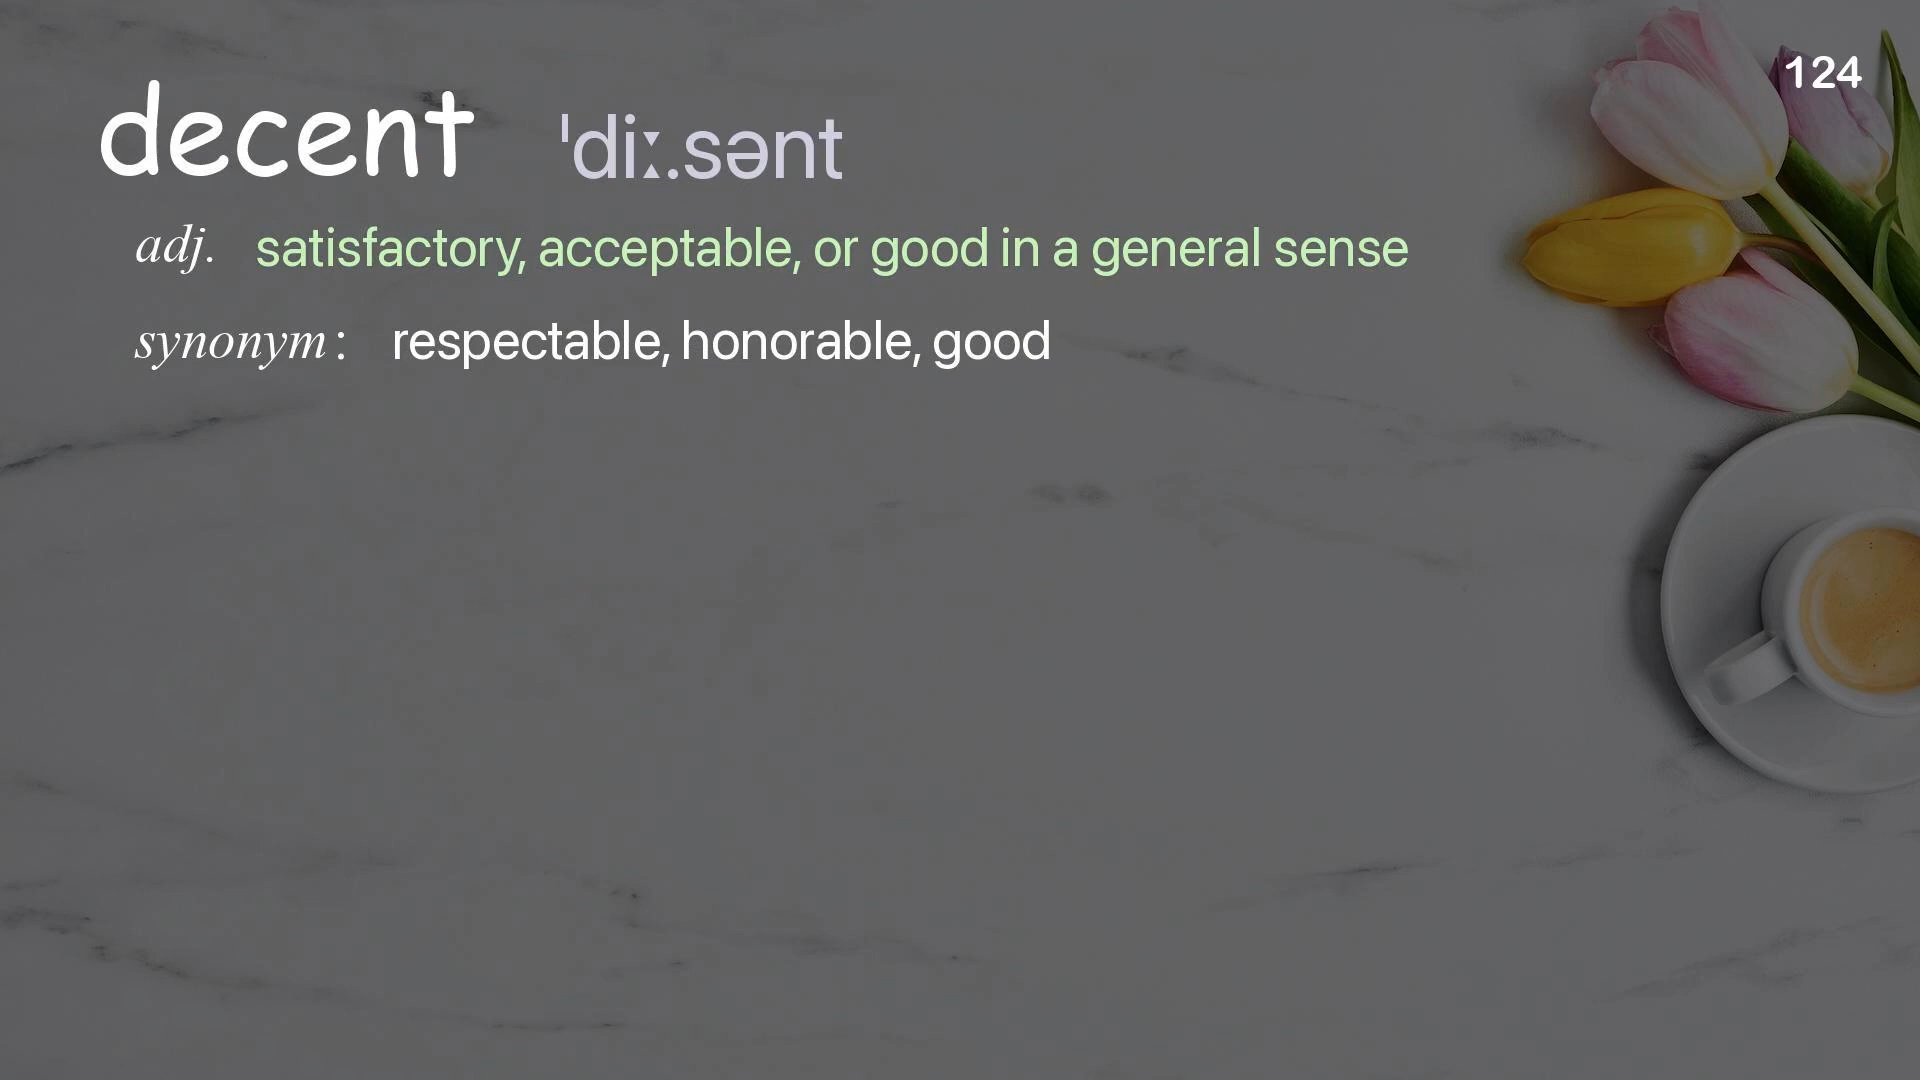 124
decent ˈdiː.sənt
adj. satisfactory, acceptable, or good in a general sense
synonym: respectable, honorable, good